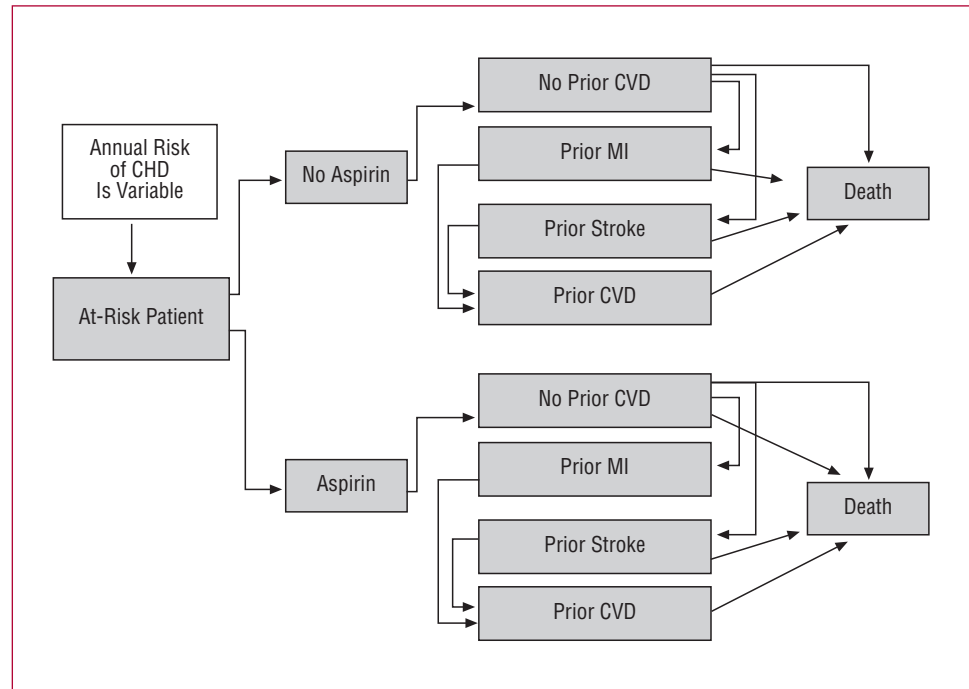 Annual Risk
of CHD
Is Variable
At-Risk Patient
No Aspirin
No Prior CVD
Prior MI
Prior Stroke
Prior CVD
Death
Aspirin
No Prior CVD
Prior MI
Prior Stroke
Prior CVD
Death